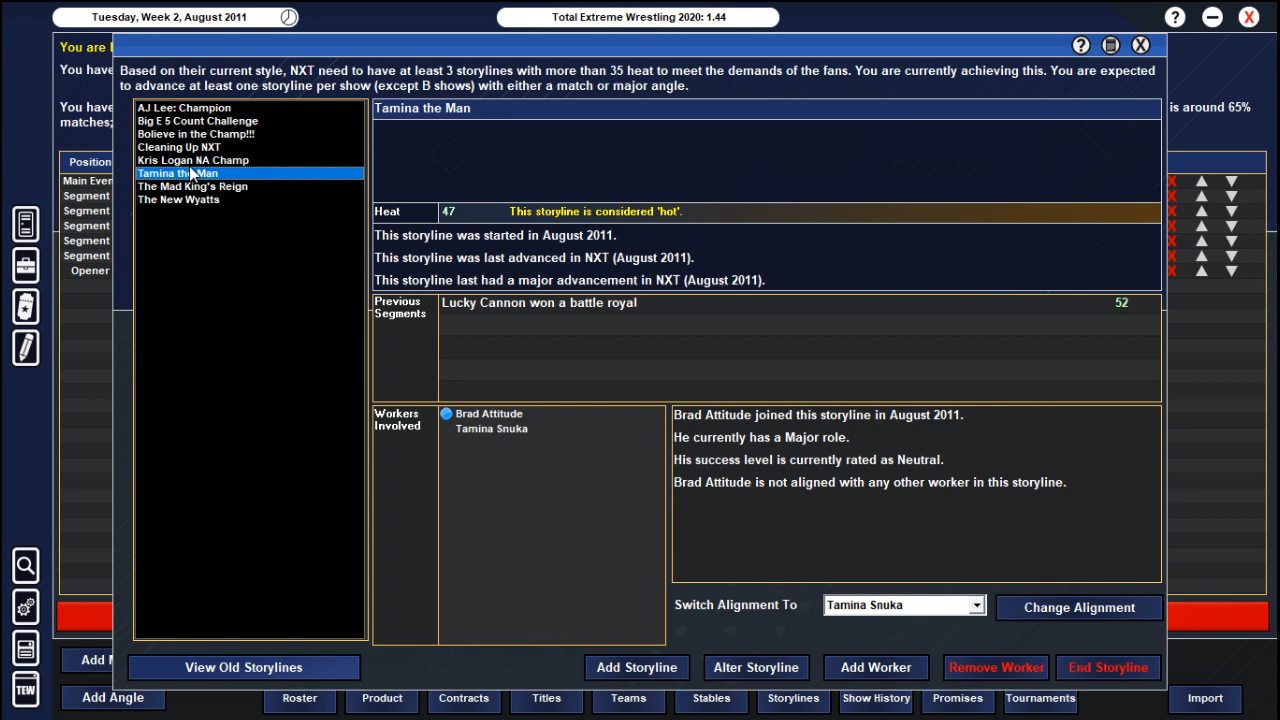 Tuesday, Week 2, August 2011
Total Extreme Wrestling 2020: 1.44
?
X
You are
You have
You have
matches;
is around 65%
? X
Based on their current style, NXT need to have at least 3 storylines with more than 35 heat to meet the demands of the fans. You are currently achieving this. You are expected
to advance at least one storyline per show (except B shows) with either a match or major angle.
AJ Lee: Champion
Big E 5 Count Challenge
Bolieve in the Champ!!!
Cleaning Up NXT
Kris Logan NA Champ
Tamina the Man
The Mad King's Reign
The New Wyatts
Tamina the Man
Heat 47 This storyline is considered 'hot'.
This storyline was started in August 2011.
This storyline was last advanced in NXT (August 2011).
This storyline last had a major advancement in NXT (August 2011).
Previous
Segments
Lucky Cannon won a battle royal 52
Workers
Involved
Brad Attitude
Tamina Snuka
Brad Attitude joined this storyline in August 2011.
He currently has a Major role.
His success level is currently rated as Neutral.
Brad Attitude is not aligned with any other worker in this storyline.
Switch Alignment To Tamina Snuka Change Alignment
Position
Main Even
Segment
Segment
Segment
Segment
Segment
Opener
X
X
X
X
X
X
X
View Old Storylines Add Storyline Alter Storyline Add Worker Remove Worker End Storyline
Add M
Add Angle Roster Product Contracts Titles Teams Stables Storylines Show History Promises Tournaments Import
TEW